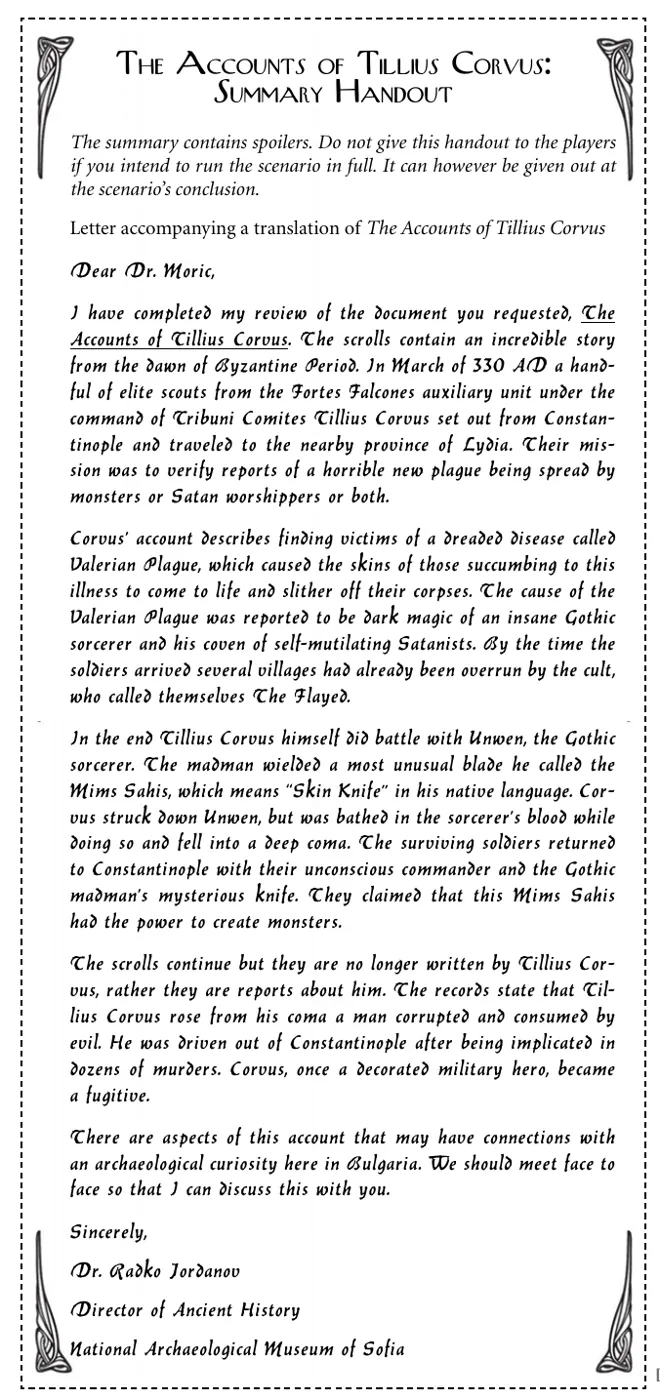 The Accounts of Tillius Corvus:
Summary Handout
The summary contains spoilers. Do not give this handout to the players
if you intend to run the scenario in full. It can however be given out at
the scenario's conclusion.
Letter accompanying a translation of The Accounts of Tillius Corvus
Dear Dr. Moric,
I have completed my review of the document you requested, The
Accounts of Tillius Corvus. The scrolls contain an incredible story
from the dawn of Byzantine Period. In March of 330 AD a hand-
ful of elite scouts from the Fortes Falcones auxiliary unit under the
command of Tribuni Comites Tillius Corvus set out from Constan-
tinople and traveled to the nearby province of Lydia. Their mis-
sion was to verify reports of a horrible new plague being spread by
monsters or Satan worshippers or both.
Corvus' account describes finding victims of a dreaded disease called
Valerian Plague, which caused the skins of those succumbing to this
illness to come to life and slither off their corpses. The cause of the
Valerian Plague was reported to be dark magic of an insane Gothic
sorcerer and his coven of self-mutilating Satanists. By the time the
soldiers arrived several villages had already been overrun by the cult,
who called themselves The Flayed.
In the end Tillius Corvus himself did battle with Unwen, the Gothic
sorcerer. The madman wielded a most unusual blade he called the
Mims Sahis, which means "Skin Knife" in his native language. Cor-
vus struck down Unwen, but was bathed in the sorcerer's blood while
doing so and fell into a deep coma. The surviving soldiers returned
to Constantinople with their unconscious commander and the Gothic
madman's mysterious knife. They claimed that this Mims Sahis
had the power to create monsters.
The scrolls continue but they are no longer written by Tillius Cor-
vus, rather they are reports about him. The records state that Til-
lius Corvus rose from his coma a man corrupted and consumed by
evil. He was driven out of Constantinople after being implicated in
dozens of murders. Corvus, once a decorated military hero, became
a fugitive.
There are aspects of this account that may have connections with
an archaeological curiosity here in Bulgaria. We should meet face to
face so that I can discuss this with you.
Sincerely,
Dr. Radko Jordanov
Director of Ancient History
National Archaeological Museum of Sofia